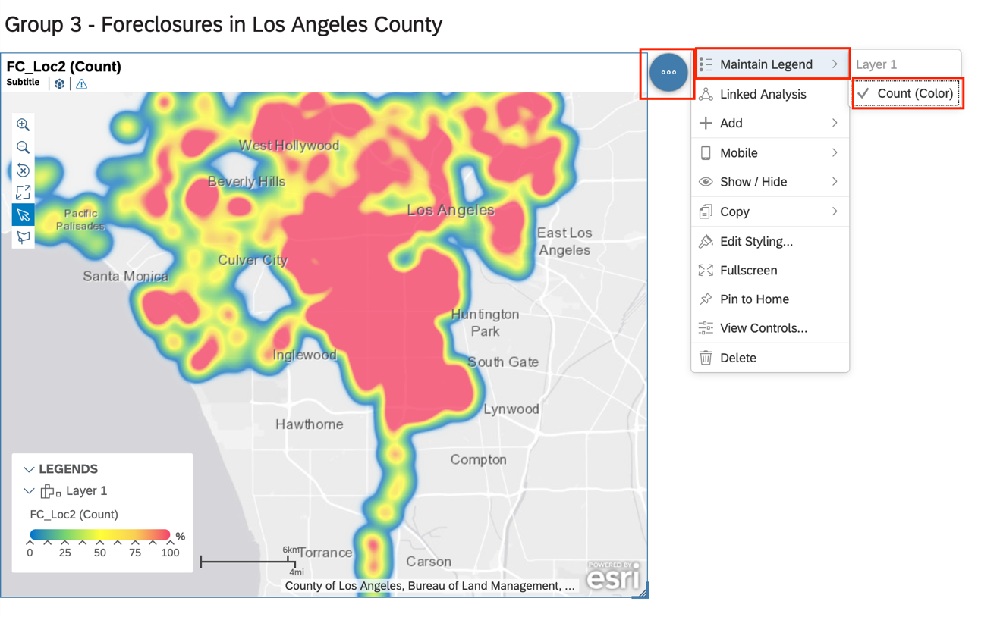 Group 3 - Foreclosures in Los Angeles County
FC_Loc2 (Count)
Subtitle
West Hollywood
Beverly Hills
Los Angeles
Pacific
Palisades
East Los
Angeles
Culver City
Santa Monica
Huntington
Park
Inglewood
South Gate
Lynwood
Hawthorne
Compton
Torrance
Carson
LEGENDS
Layer 1
FC_Loc2 (Count)
%
0 25 50 75 100
6km
4mi
POWERED BY
esri
County of Los Angeles, Bureau of Land Management, ...
Maintain Legend
Linked Analysis
Add
Mobile
Show / Hide
Copy
Edit Styling...
Fullscreen
Pin to Home
View Controls...
Delete
Layer 1
Count (Color)